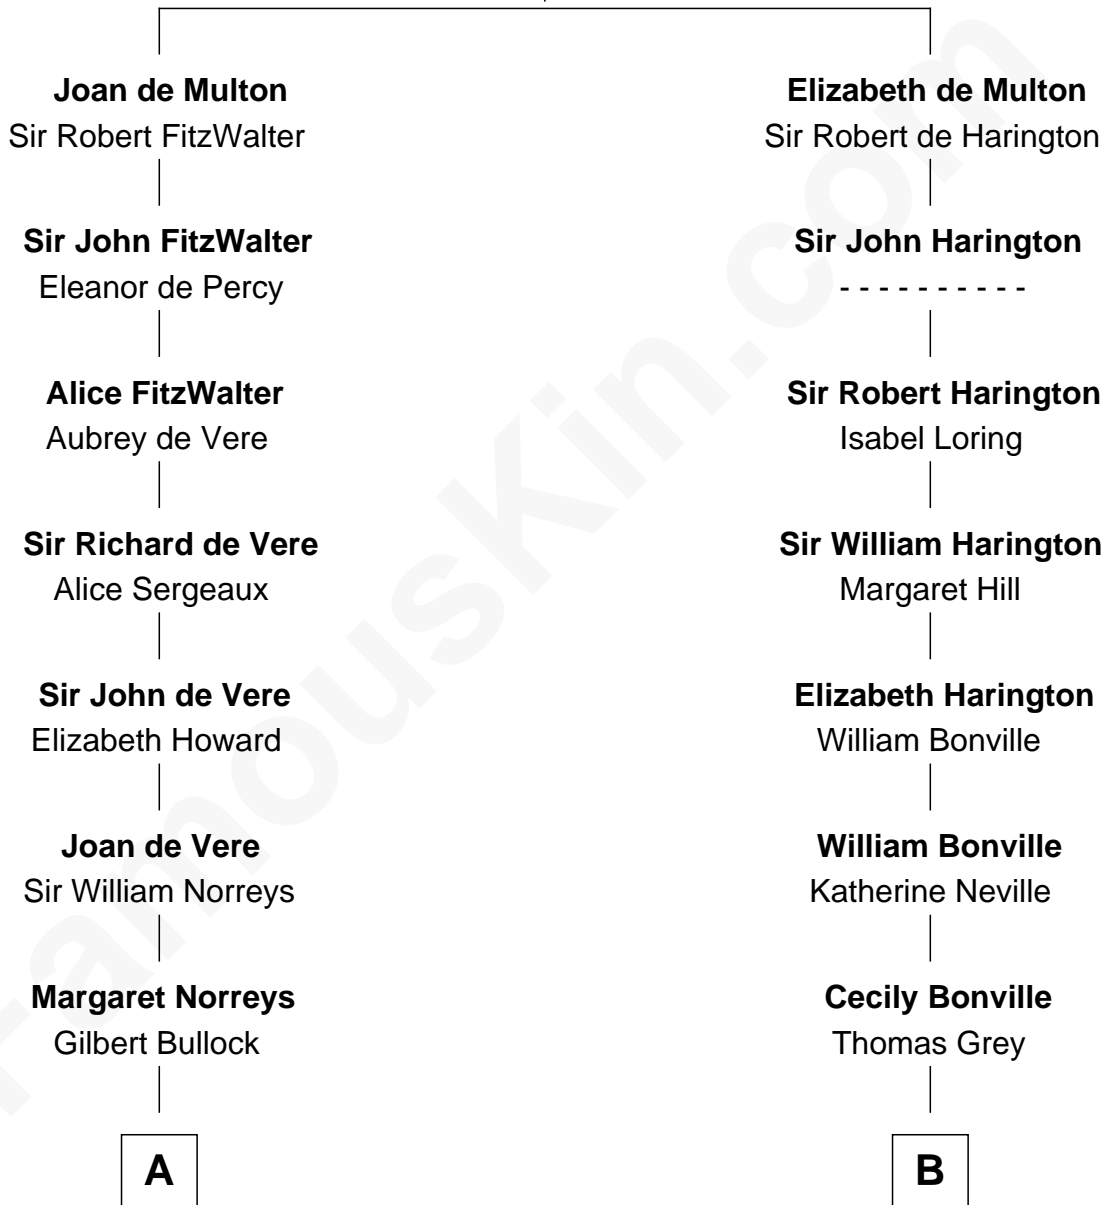 Joan de Multon
Sir Robert FitzWalter
Sir John FitzWalter
Eleanor de Percy
Alice FitzWalter
Aubrey de Vere
Sir Richard de Vere
Alice Sergeaux
Sir John de Vere
Elizabeth Howard
Joan de Vere
Sir William Norreys
Margaret Norreys
Gilbert Bullock
A
Elizabeth de Multon
Sir Robert de Harington
Sir John Harington
- - - - - - - - - -
Sir Robert Harington
Isabel Loring
Sir William Harington
Margaret Hill
Elizabeth Harington
William Bonville
William Bonville
Katherine Neville
Cecily Bonville
Thomas Grey
B
FamousKin.com